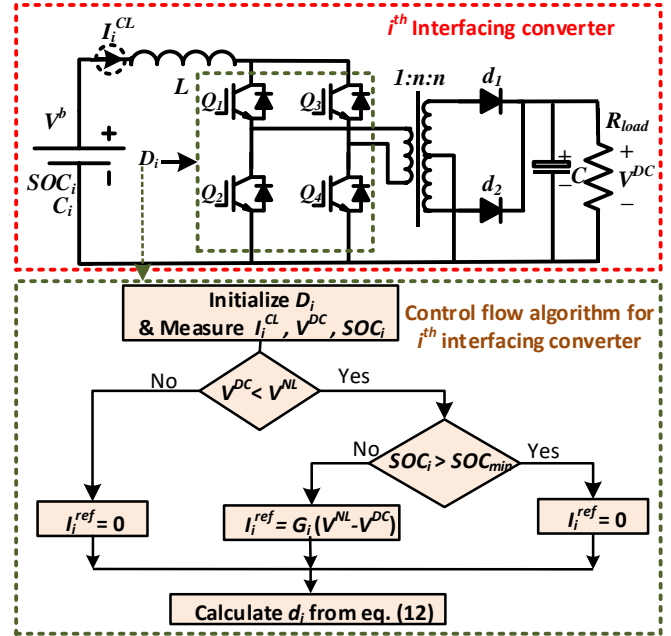 i^th Interfacing converter
I_i^CL
L
Q_1
Q_3
1:n:n
d_1
V^b
+
R_load
D_i
+
+
C
V^DC
SOC_i
C_i
Q_2
Q_4
d_2
−
−
Initialize D_i
& Measure I_i^CL, V^DC, SOC_i
Control flow algorithm for
i^th interfacing converter
No
V^DC < V^NL
Yes
No
SOC_i > SOC_min
Yes
I_i^ref = 0
I_i^ref = G_i (V^NL-V^DC)
I_i^ref = 0
Calculate d_i from eq. (12)